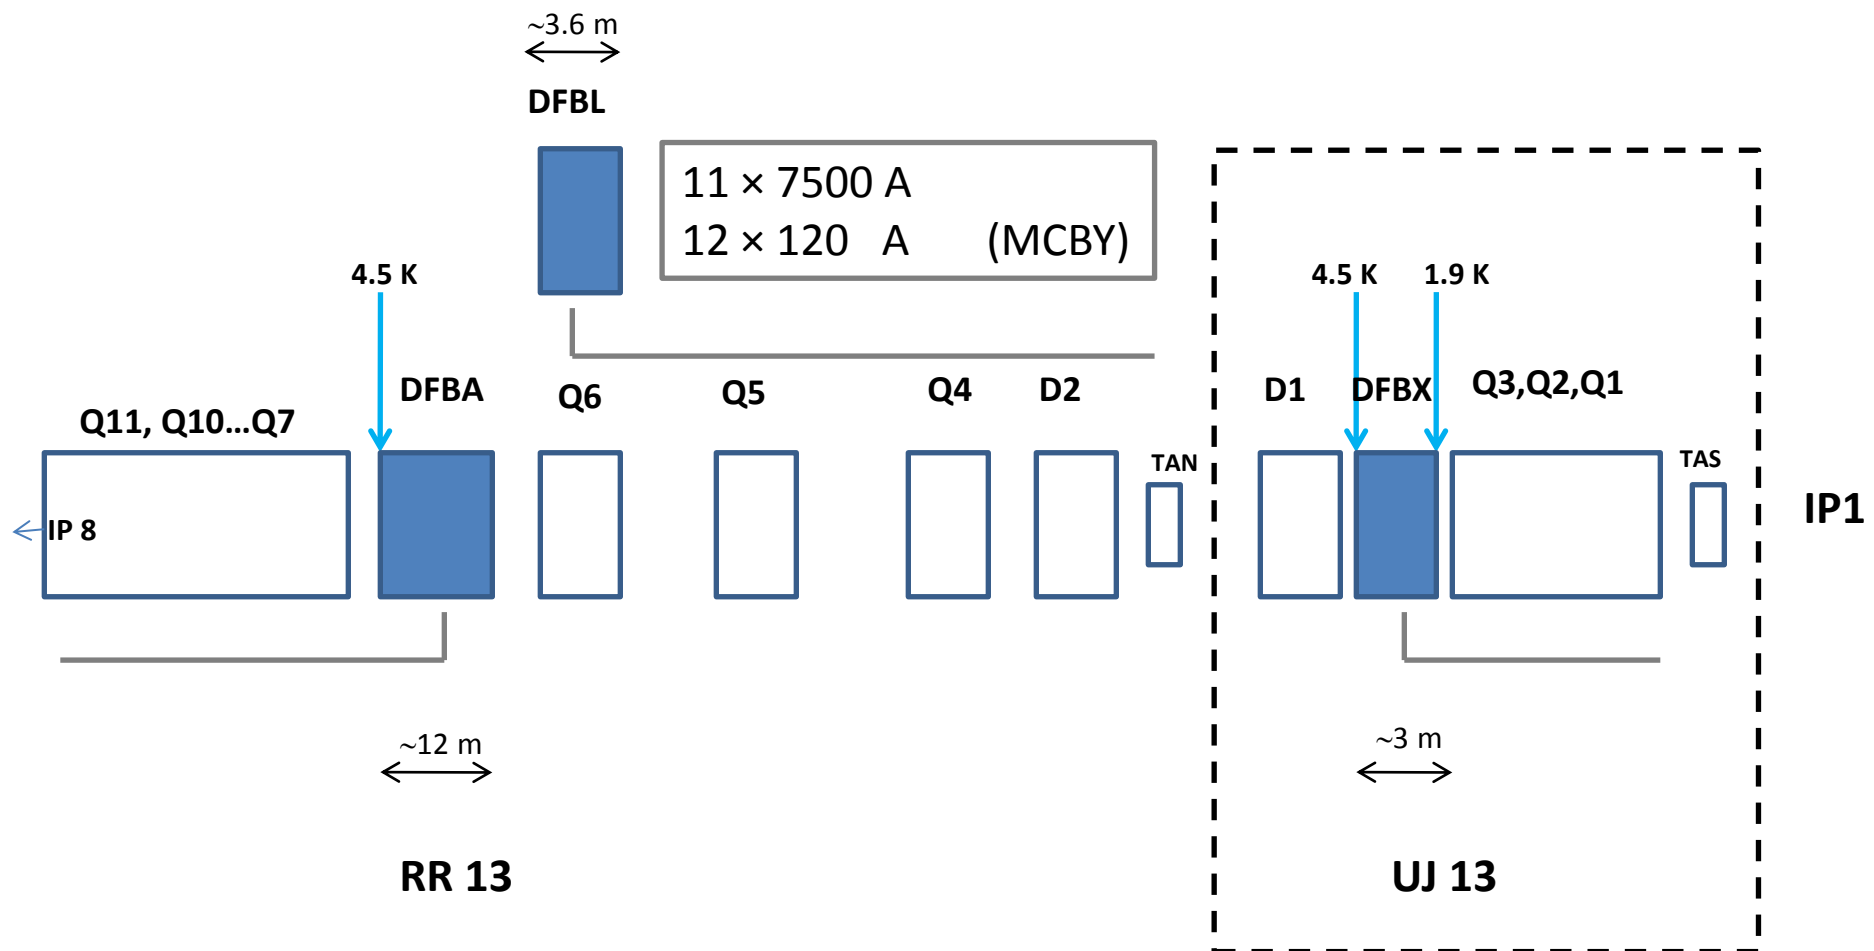 ~3.6 m
DFBL
11 × 7500 A
12 × 120 A (MCBY)
4.5 K
4.5 K 1.9 K
DFBA
Q6
Q5
Q4
D2
D1
DFBX
Q3,Q2,Q1
Q11, Q10...Q7
TAN
TAS
IP 8
IP1
~12 m
~3 m
RR 13
UJ 13